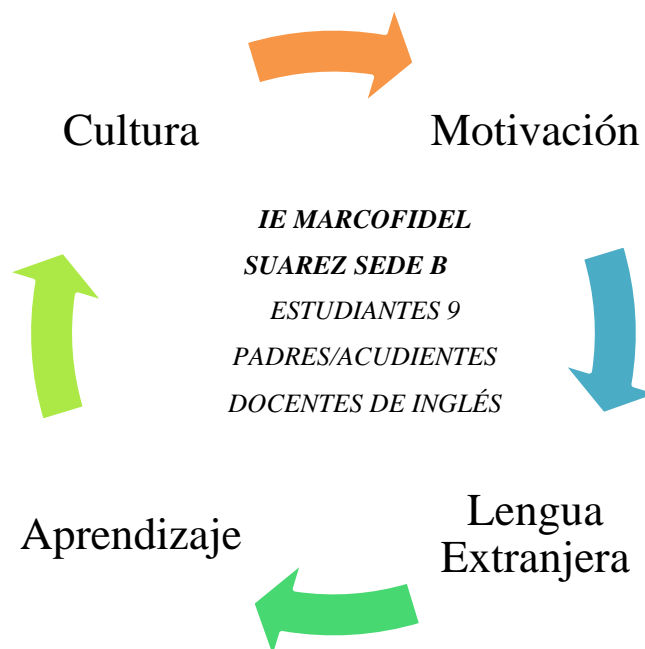 Cultura
Motivación
IE MARCOFIDEL
SUAREZ SEDE B
ESTUDIANTES 9
PADRES/ACUDIENTES
DOCENTES DE INGLÉS
Aprendizaje
Lengua
Extranjera